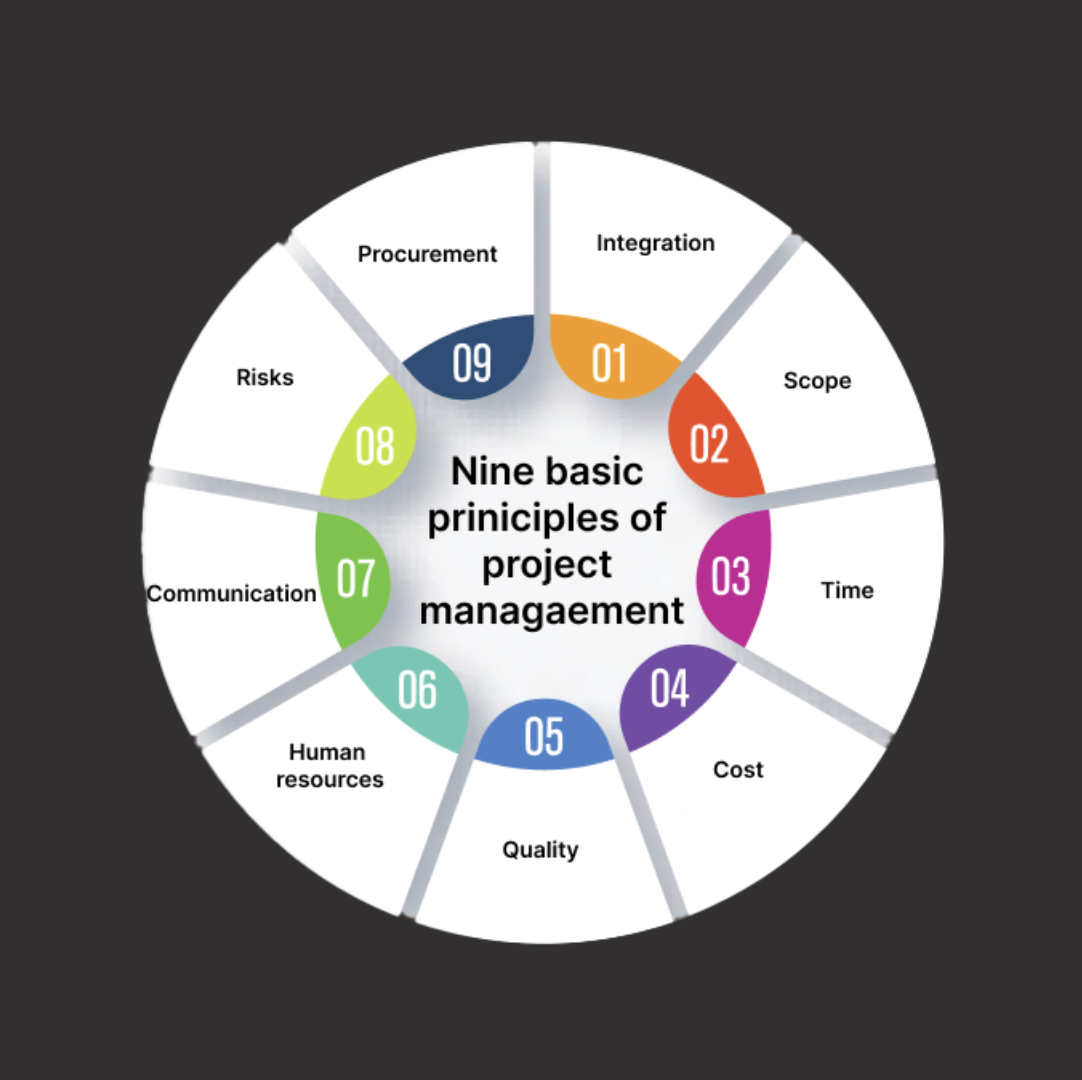 Nine basic
priniciples of
project
managaement
01
Integration
02
Scope
03
Time
04
Cost
05
Quality
06
Human
resources
07
Communication
08
Risks
09
Procurement